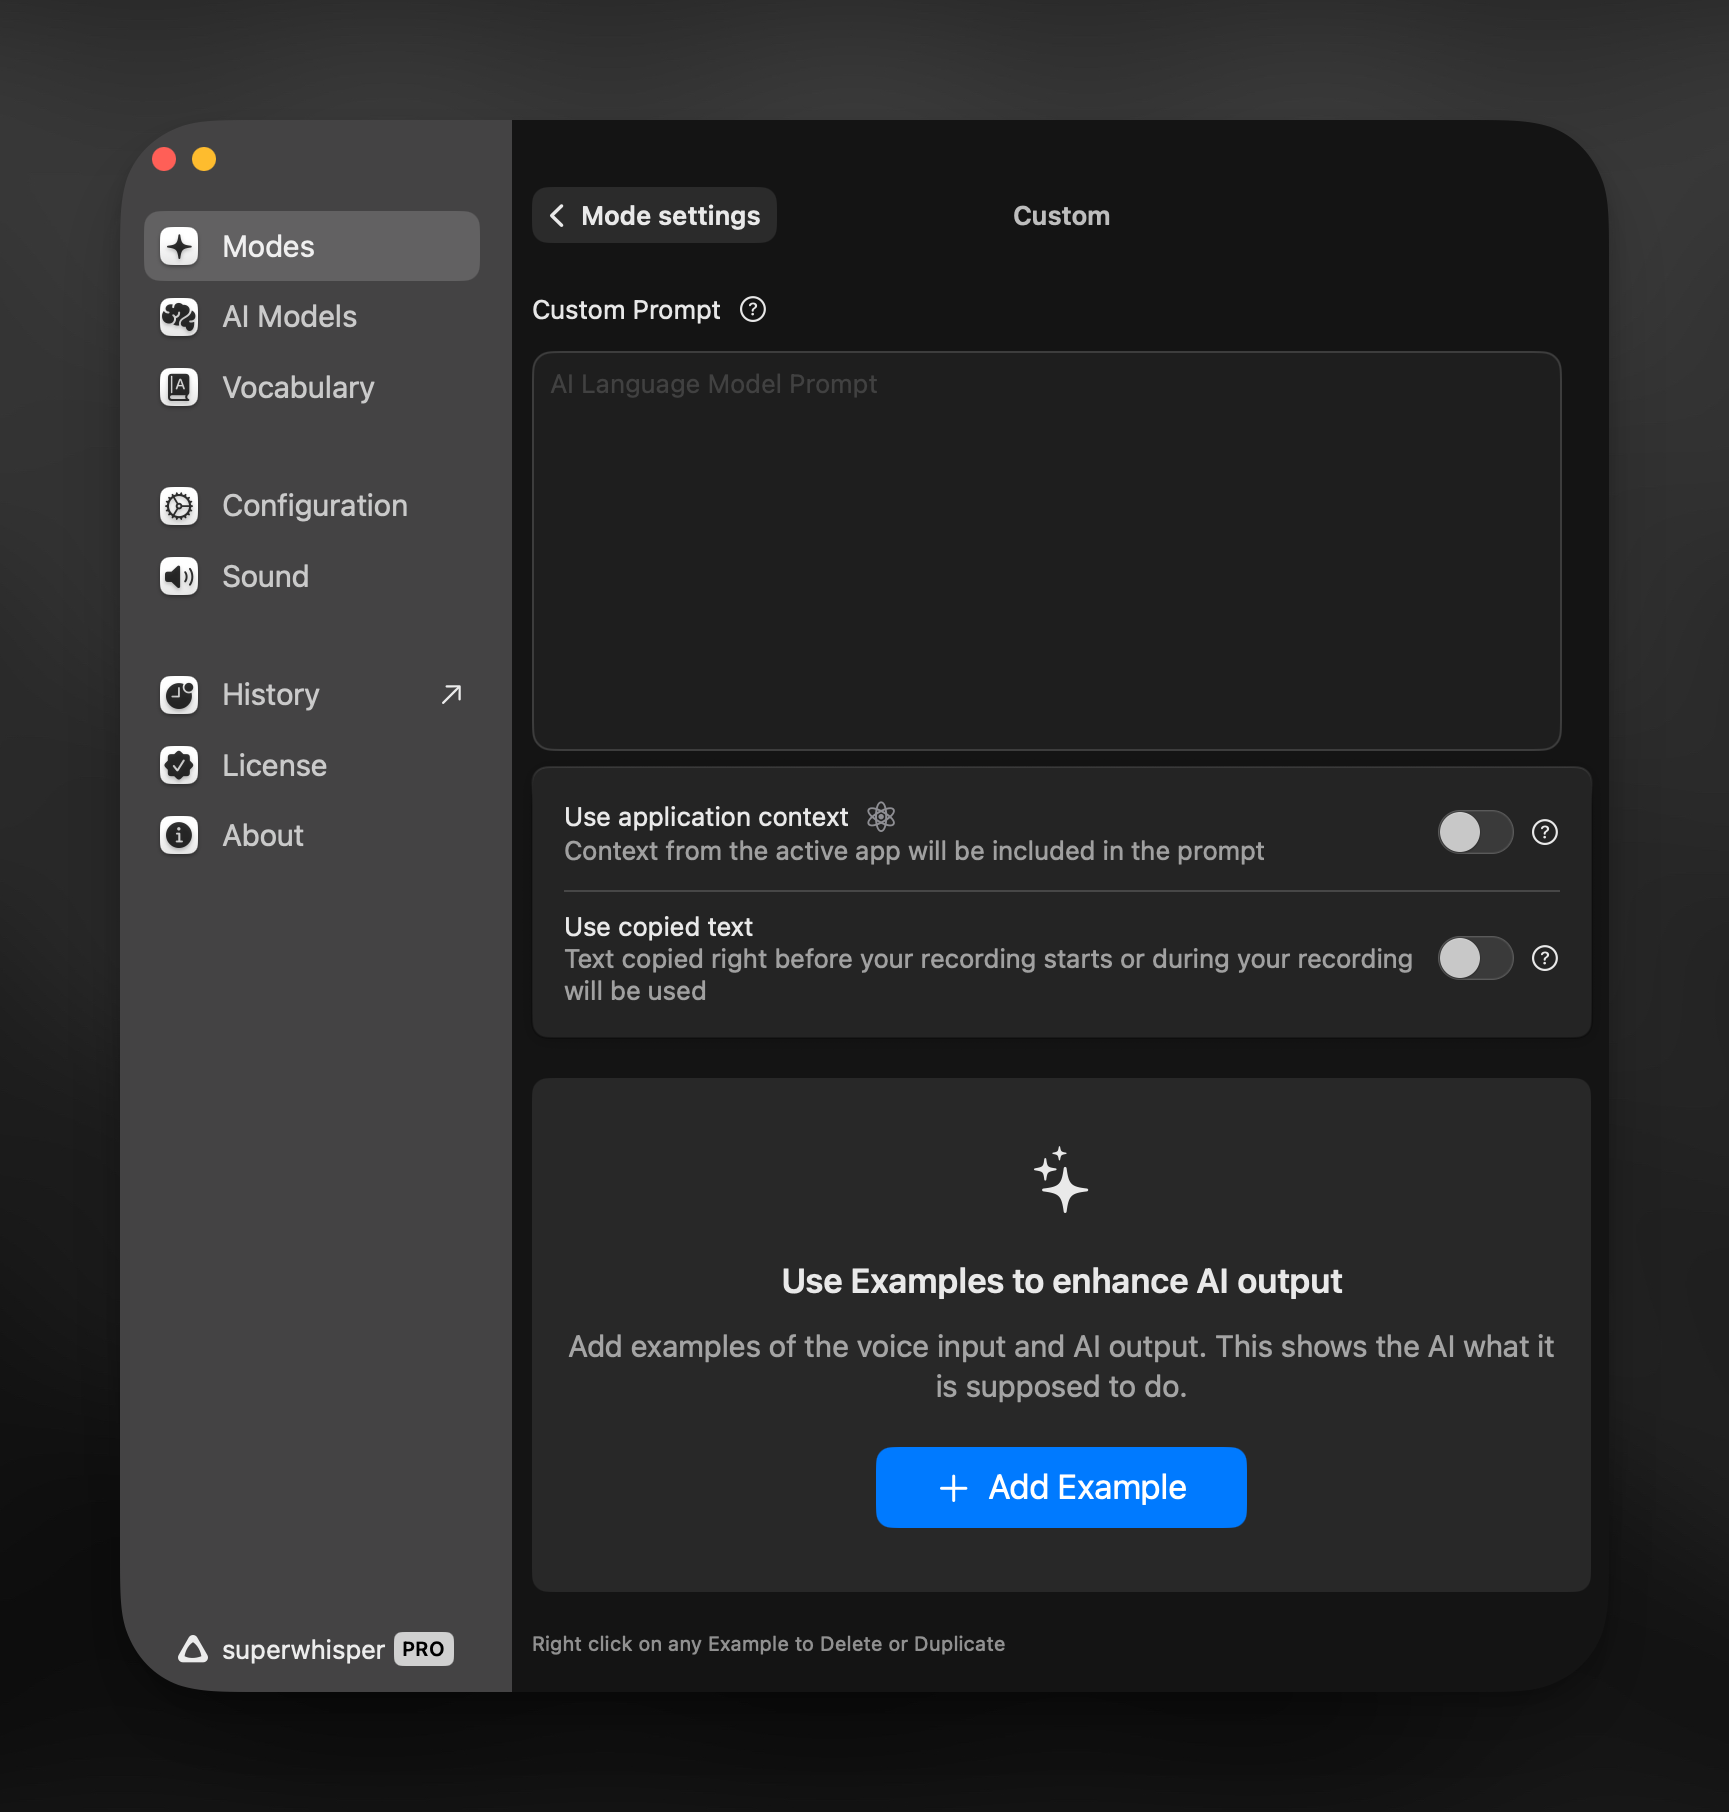 Modes
AI Models
Vocabulary
Configuration
Sound
History
License
About
superwhisper PRO
Mode settings
Custom
Custom Prompt
AI Language Model Prompt
Use application context
Context from the active app will be included in the prompt
Use copied text
Text copied right before your recording starts or during your recording
will be used
Use Examples to enhance AI output
Add examples of the voice input and AI output. This shows the AI what it
is supposed to do.
Add Example
Right click on any Example to Delete or Duplicate